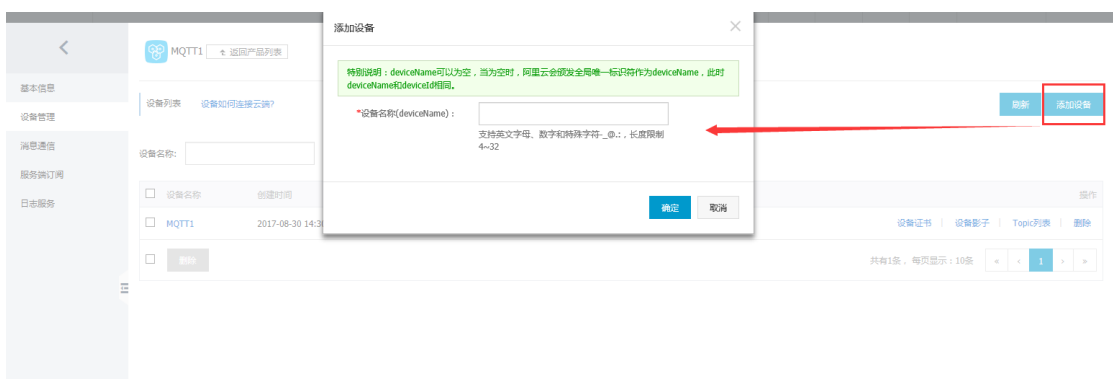 添加设备
MQTT1 返回产品列表
特别说明：deviceName可以为空，当为空时，阿里云会颁发全局唯一标识符作为deviceName，此时
deviceName和deviceId相同。
基本信息
设备管理
消息通信
服务端订阅
日志服务
设备列表 设备如何连接云端?
刷新 添加设备
*设备名称(deviceName)：
支持英文字母、数字和特殊字符-_@.:，长度限制
4~32
设备名称:
确定 取消
设备名称 创建时间 操作
MQTT1 2017-08-30 14:3 设备证书 设备影子 Topic列表 删除
删除 共有1条，每页显示：10条 « ‹ 1 › »